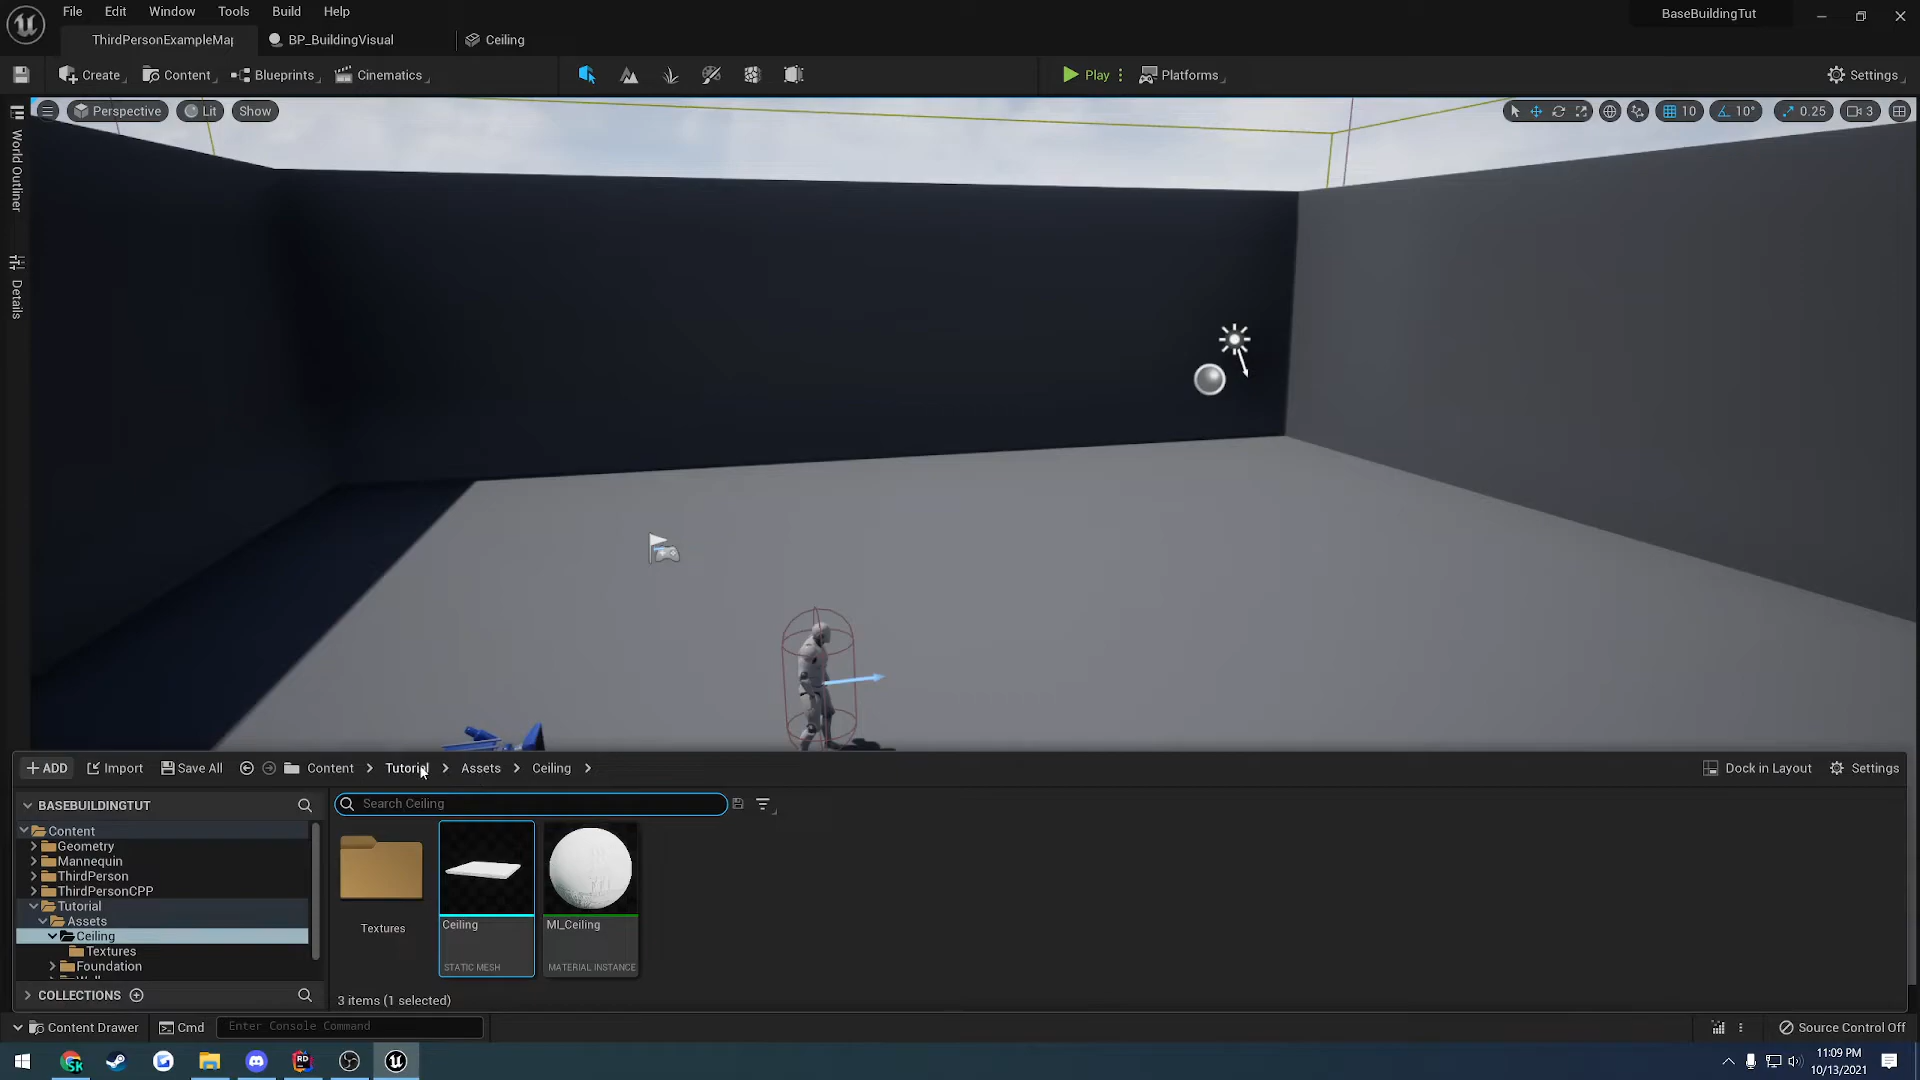 File Edit Window Tools Build Help
BaseBuildingTut
ThirdPersonExampleMap
BP_BuildingVisual
Ceiling
Create
Content
Blueprints
Cinematics
Play
Platforms
Settings
Perspective
Lit
Show
10
10°
0.25
3
World Outliner
Details
ADD
Import
Save All
Content
Tutorial
Assets
Ceiling
Dock in Layout
Settings
BASEBUILDINGTUT
Search Ceiling
Content
Geometry
Mannequin
ThirdPerson
ThirdPersonCPP
Tutorial
Assets
Ceiling
Textures
Foundation
Textures
Ceiling
STATIC MESH
MI_Ceiling
MATERIAL INSTANCE
COLLECTIONS
3 items (1 selected)
Content Drawer
Cmd
Enter Console Command
Source Control Off
11:09 PM
10/13/2021